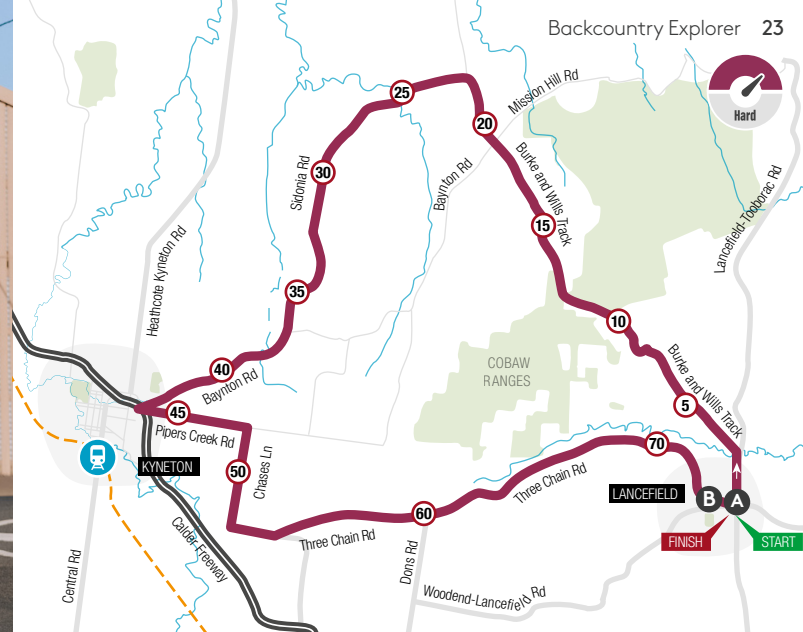 Backcountry Explorer 23
Hard
25
Mission Hill Rd
20
Burke and Wills Track
Sidonia Rd
30
Baynton Rd
15
Lancefield-Tooborac Rd
Heathcote Kyneton Rd
35
10
COBAW
RANGES
Burke and Wills Track
40
Baynton Rd
5
45
Pipers Creek Rd
KYNETON
50
Chases Ln
70
Three Chain Rd
LANCEFIELD
B
A
60
FINISH
START
Three Chain Rd
Calder Freeway
Central Rd
Dons Rd
Woodend-Lancefield Rd